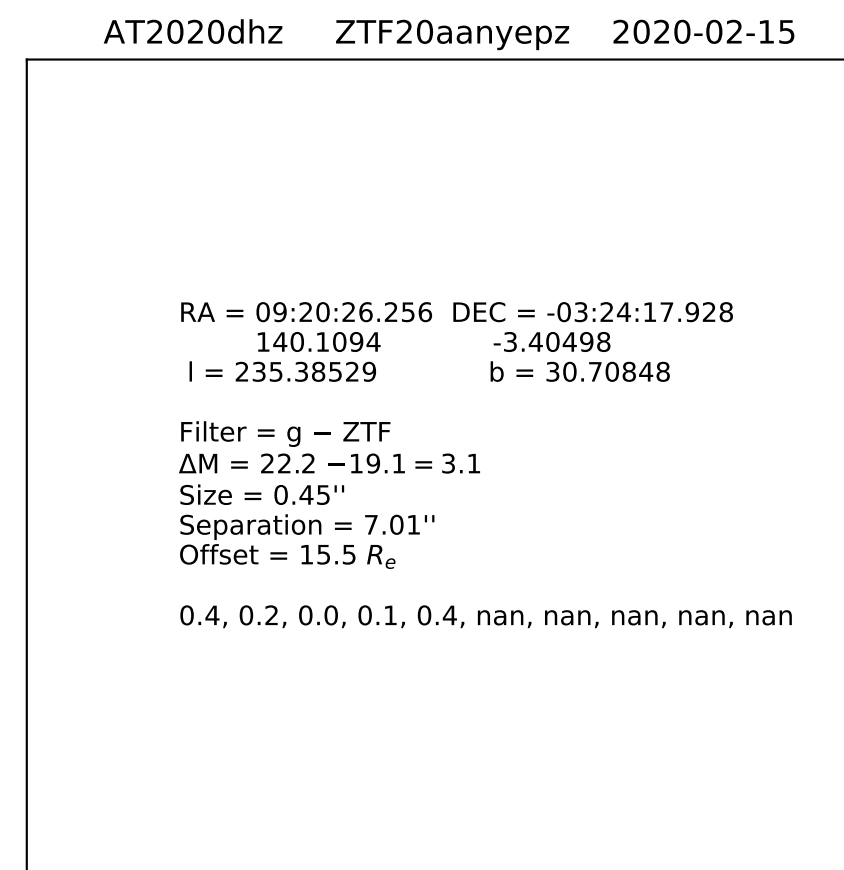 AT2020dhz ZTF20aanyepz 2020-02-15
RA = 09:20:26.256 DEC = -03:24:17.928
140.1094 -3.40498
l = 235.38529 b = 30.70848
Filter = g − ZTF
ΔM = 22.2 −19.1 = 3.1
Size = 0.45''
Separation = 7.01''
Offset = 15.5 Rₑ
0.4, 0.2, 0.0, 0.1, 0.4, nan, nan, nan, nan, nan